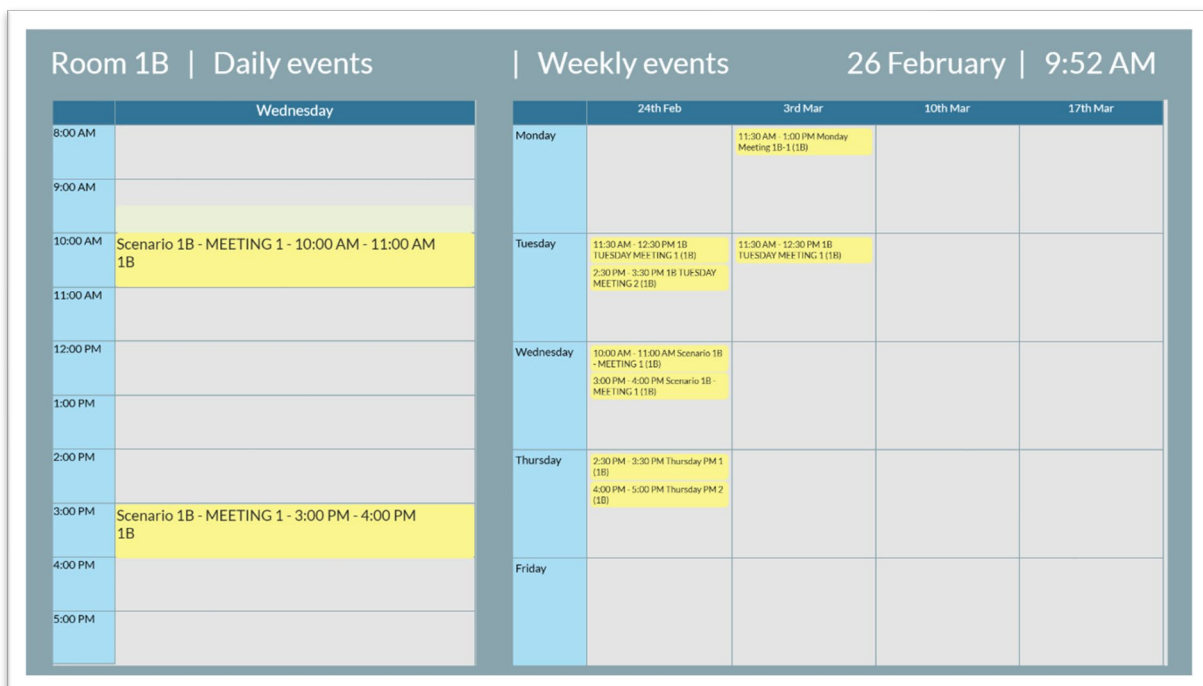 Room 1B | Daily events
| Weekly events
26 February | 9:52 AM
Wednesday
8:00 AM
9:00 AM
10:00 AM
Scenario 1B - MEETING 1 - 10:00 AM - 11:00 AM
1B
11:00 AM
12:00 PM
1:00 PM
2:00 PM
3:00 PM
Scenario 1B - MEETING 1 - 3:00 PM - 4:00 PM
1B
4:00 PM
5:00 PM
24th Feb
3rd Mar
10th Mar
17th Mar
Monday
11:30 AM - 1:00 PM Monday
Meeting 1B-1 (1B)
Tuesday
11:30 AM - 12:30 PM 1B
TUESDAY MEETING 1 (1B)
2:30 PM - 3:30 PM 1B TUESDAY
MEETING 2 (1B)
11:30 AM - 12:30 PM 1B
TUESDAY MEETING 1 (1B)
Wednesday
10:00 AM - 11:00 AM Scenario 1B
- MEETING 1 (1B)
3:00 PM - 4:00 PM Scenario 1B -
MEETING 1 (1B)
Thursday
2:30 PM - 3:30 PM Thursday PM 1
(1B)
4:00 PM - 5:00 PM Thursday PM 2
(1B)
Friday